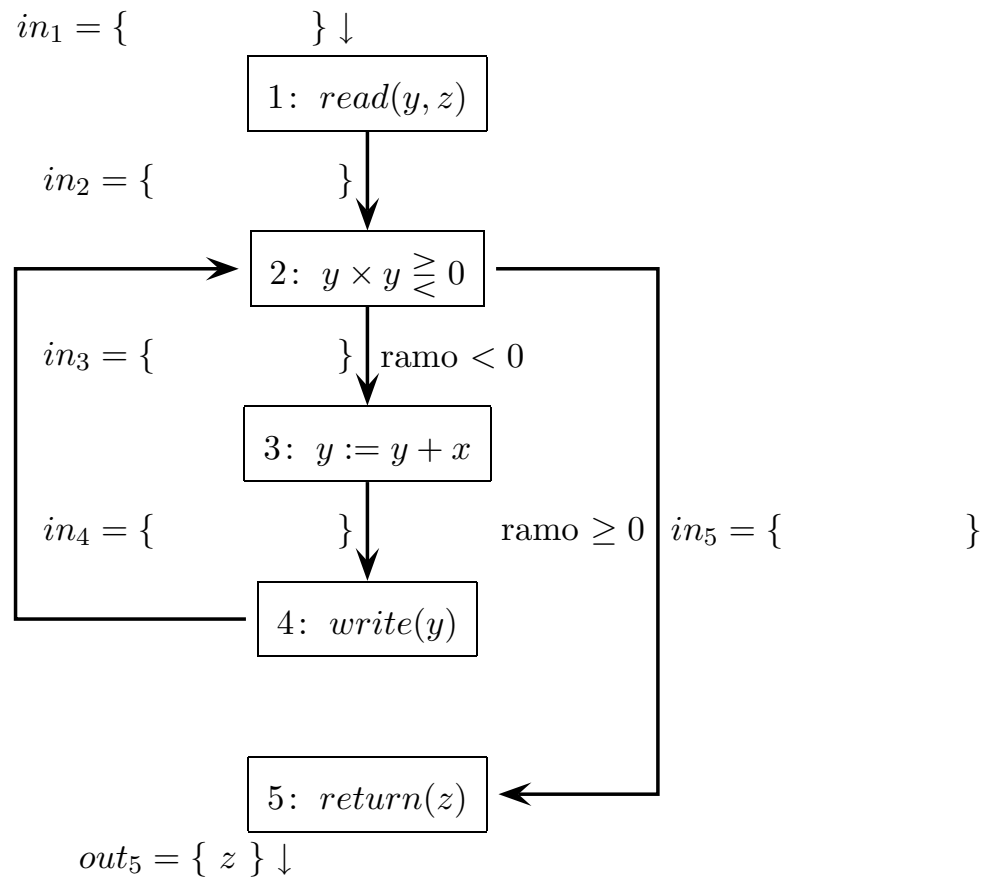 in₁ = { } ↓
1: read(y, z)
in₂ = { }
2: y × y ⋛ 0
in₃ = { } ramo < 0
3: y := y + x
in₄ = { } ramo ≥ 0 in₅ = { }
4: write(y)
5: return(z)
out₅ = { z } ↓